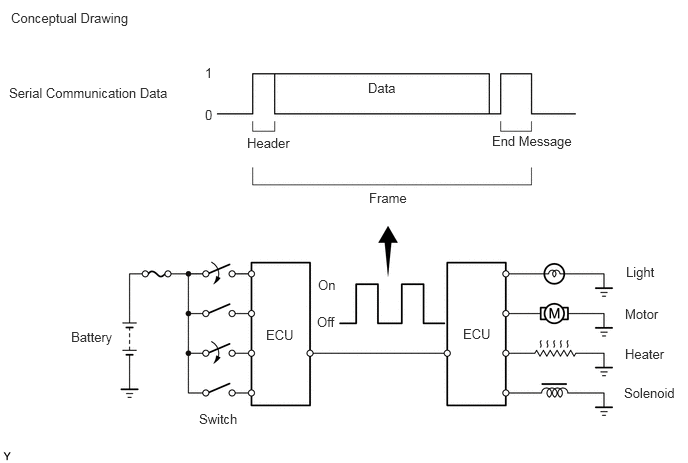 Conceptual Drawing
Serial Communication Data
1
0
Data
Header
End Message
Frame
Battery
Switch
ECU
On
Off
ECU
M
Light
Motor
Heater
Solenoid
Y